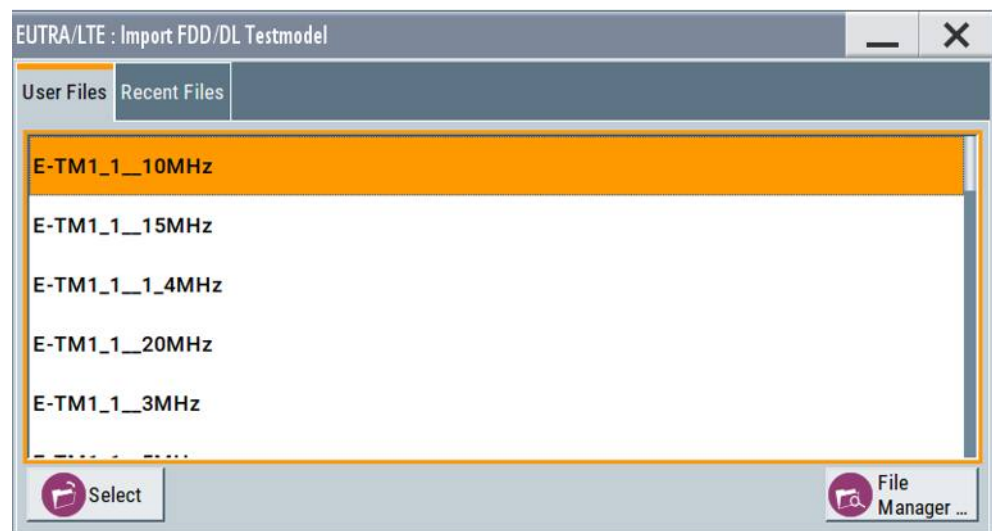 EUTRA/LTE : Import FDD/DL Testmodel
User Files Recent Files
E-TM1_1__10MHz
E-TM1_1__15MHz
E-TM1_1__1_4MHz
E-TM1_1__20MHz
E-TM1_1__3MHz
Select
File
Manager ...